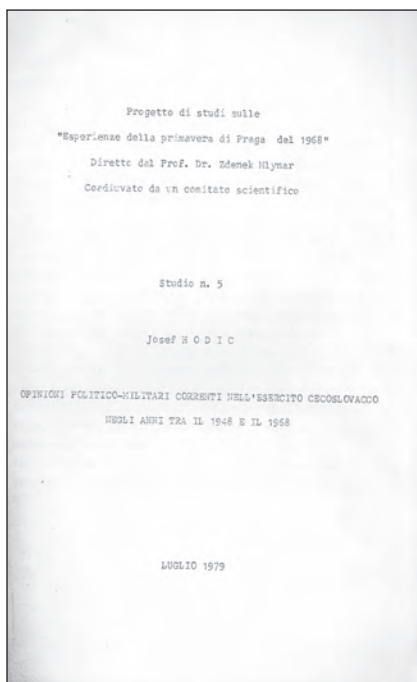 Progetto di studi sulle
"Esperienze della primavera di Praga del 1968"
Diretto dal Prof. Dr. Zdenek Mlynar
Cordiuvato da un comitato scientifico
Studio n. 5
Josef H O D I C
OPINIONI POLITICO-MILITARI CORRENTI NELL'ESERCITO CECOSLOVACCO
NEGLI ANNI TRA IL 1948 E IL 1968
LUGLIO 1979